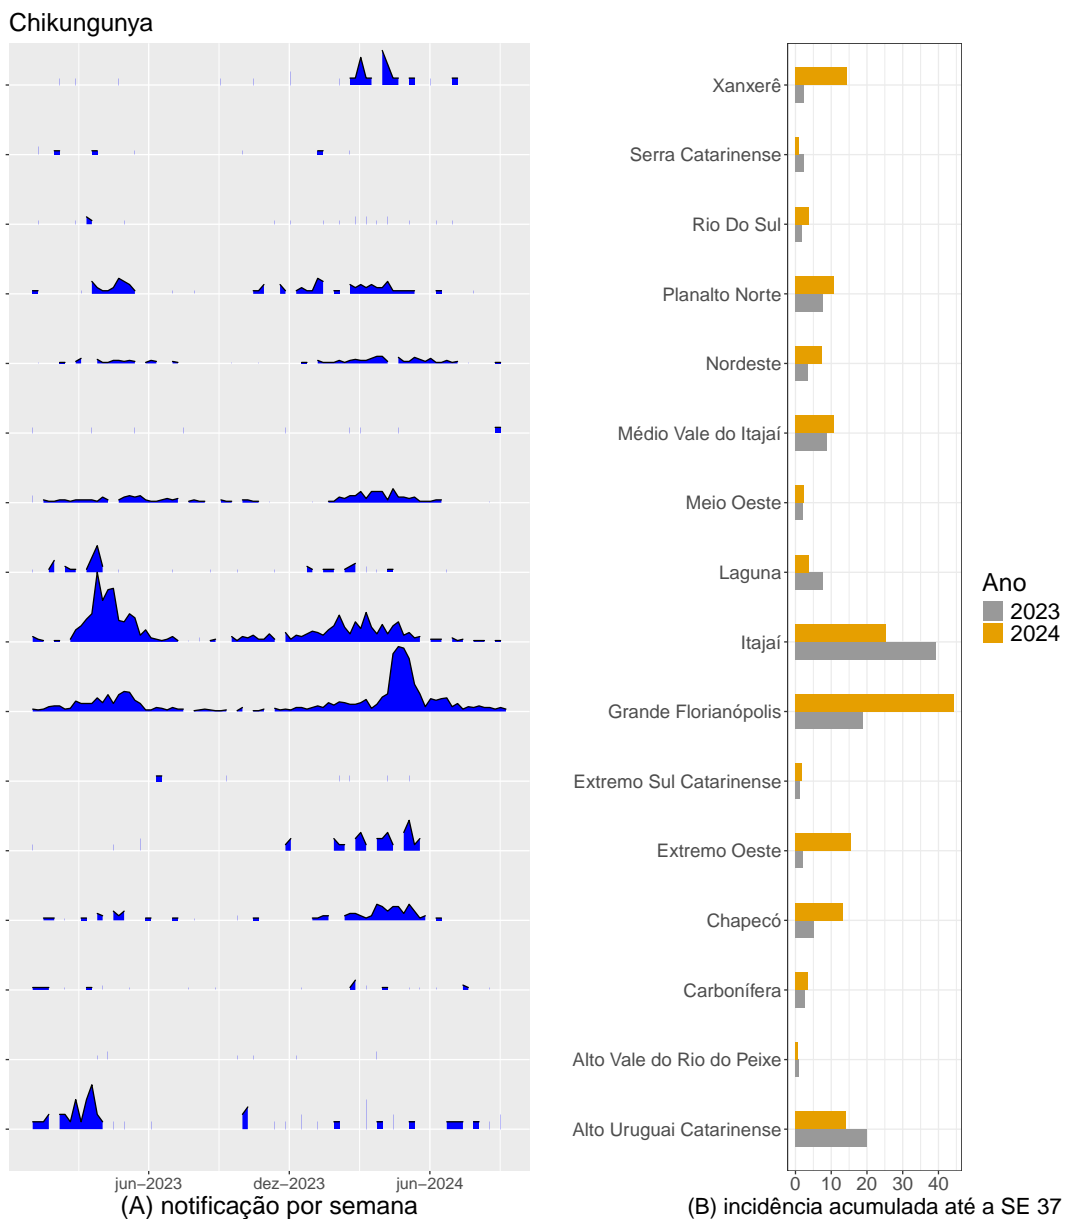 Chikungunya
Xanxerê
Serra Catarinense
Rio Do Sul
Planalto Norte
Nordeste
Médio Vale do Itajaí
Meio Oeste
Laguna
Itajaí
Grande Florianópolis
Extremo Sul Catarinense
Extremo Oeste
Chapecó
Carbonífera
Alto Vale do Rio do Peixe
Alto Uruguai Catarinense
Ano
2023
2024
jun−2023 dez−2023 jun−2024
0 10 20 30 40
(A) notificação por semana
(B) incidência acumulada até a SE 37